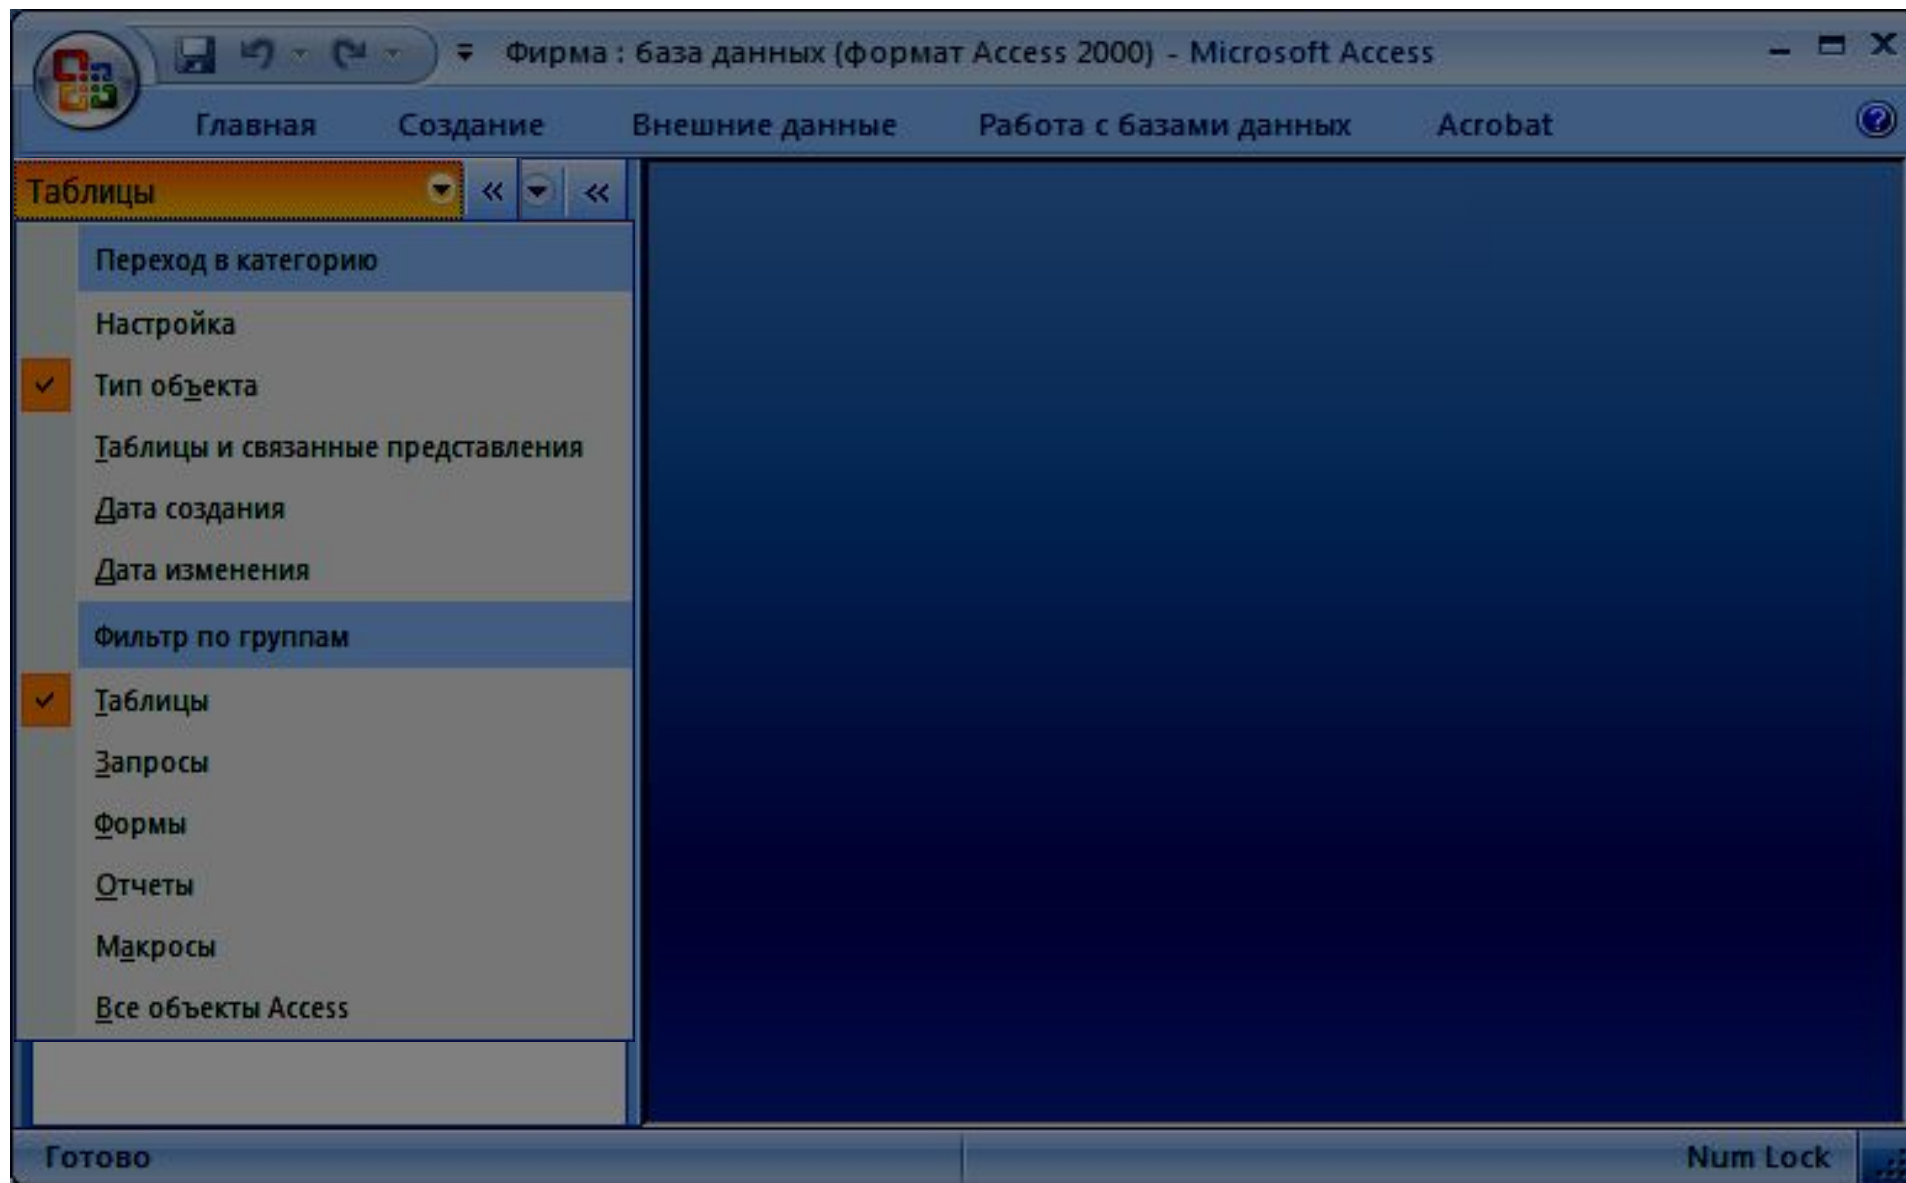 Фирма : база данных (формат Access 2000) - Microsoft Access
Главная Создание Внешние данные Работа с базами данных Acrobat
Таблицы
Переход в категорию
Настройка
Тип объекта
Таблицы и связанные представления
Дата создания
Дата изменения
Фильтр по группам
Таблицы
Запросы
Формы
Отчеты
Макросы
Все объекты Access
Готово Num Lock